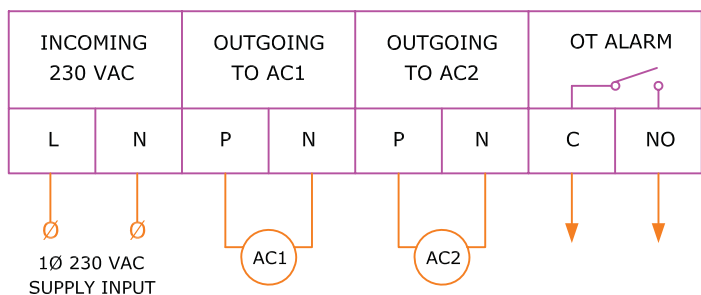 INCOMING
230 VAC
OUTGOING
TO AC1
OUTGOING
TO AC2
OT ALARM
L
N
P
N
P
N
C
NO
Ø
Ø
AC1
AC2
1Ø 230 VAC
SUPPLY INPUT